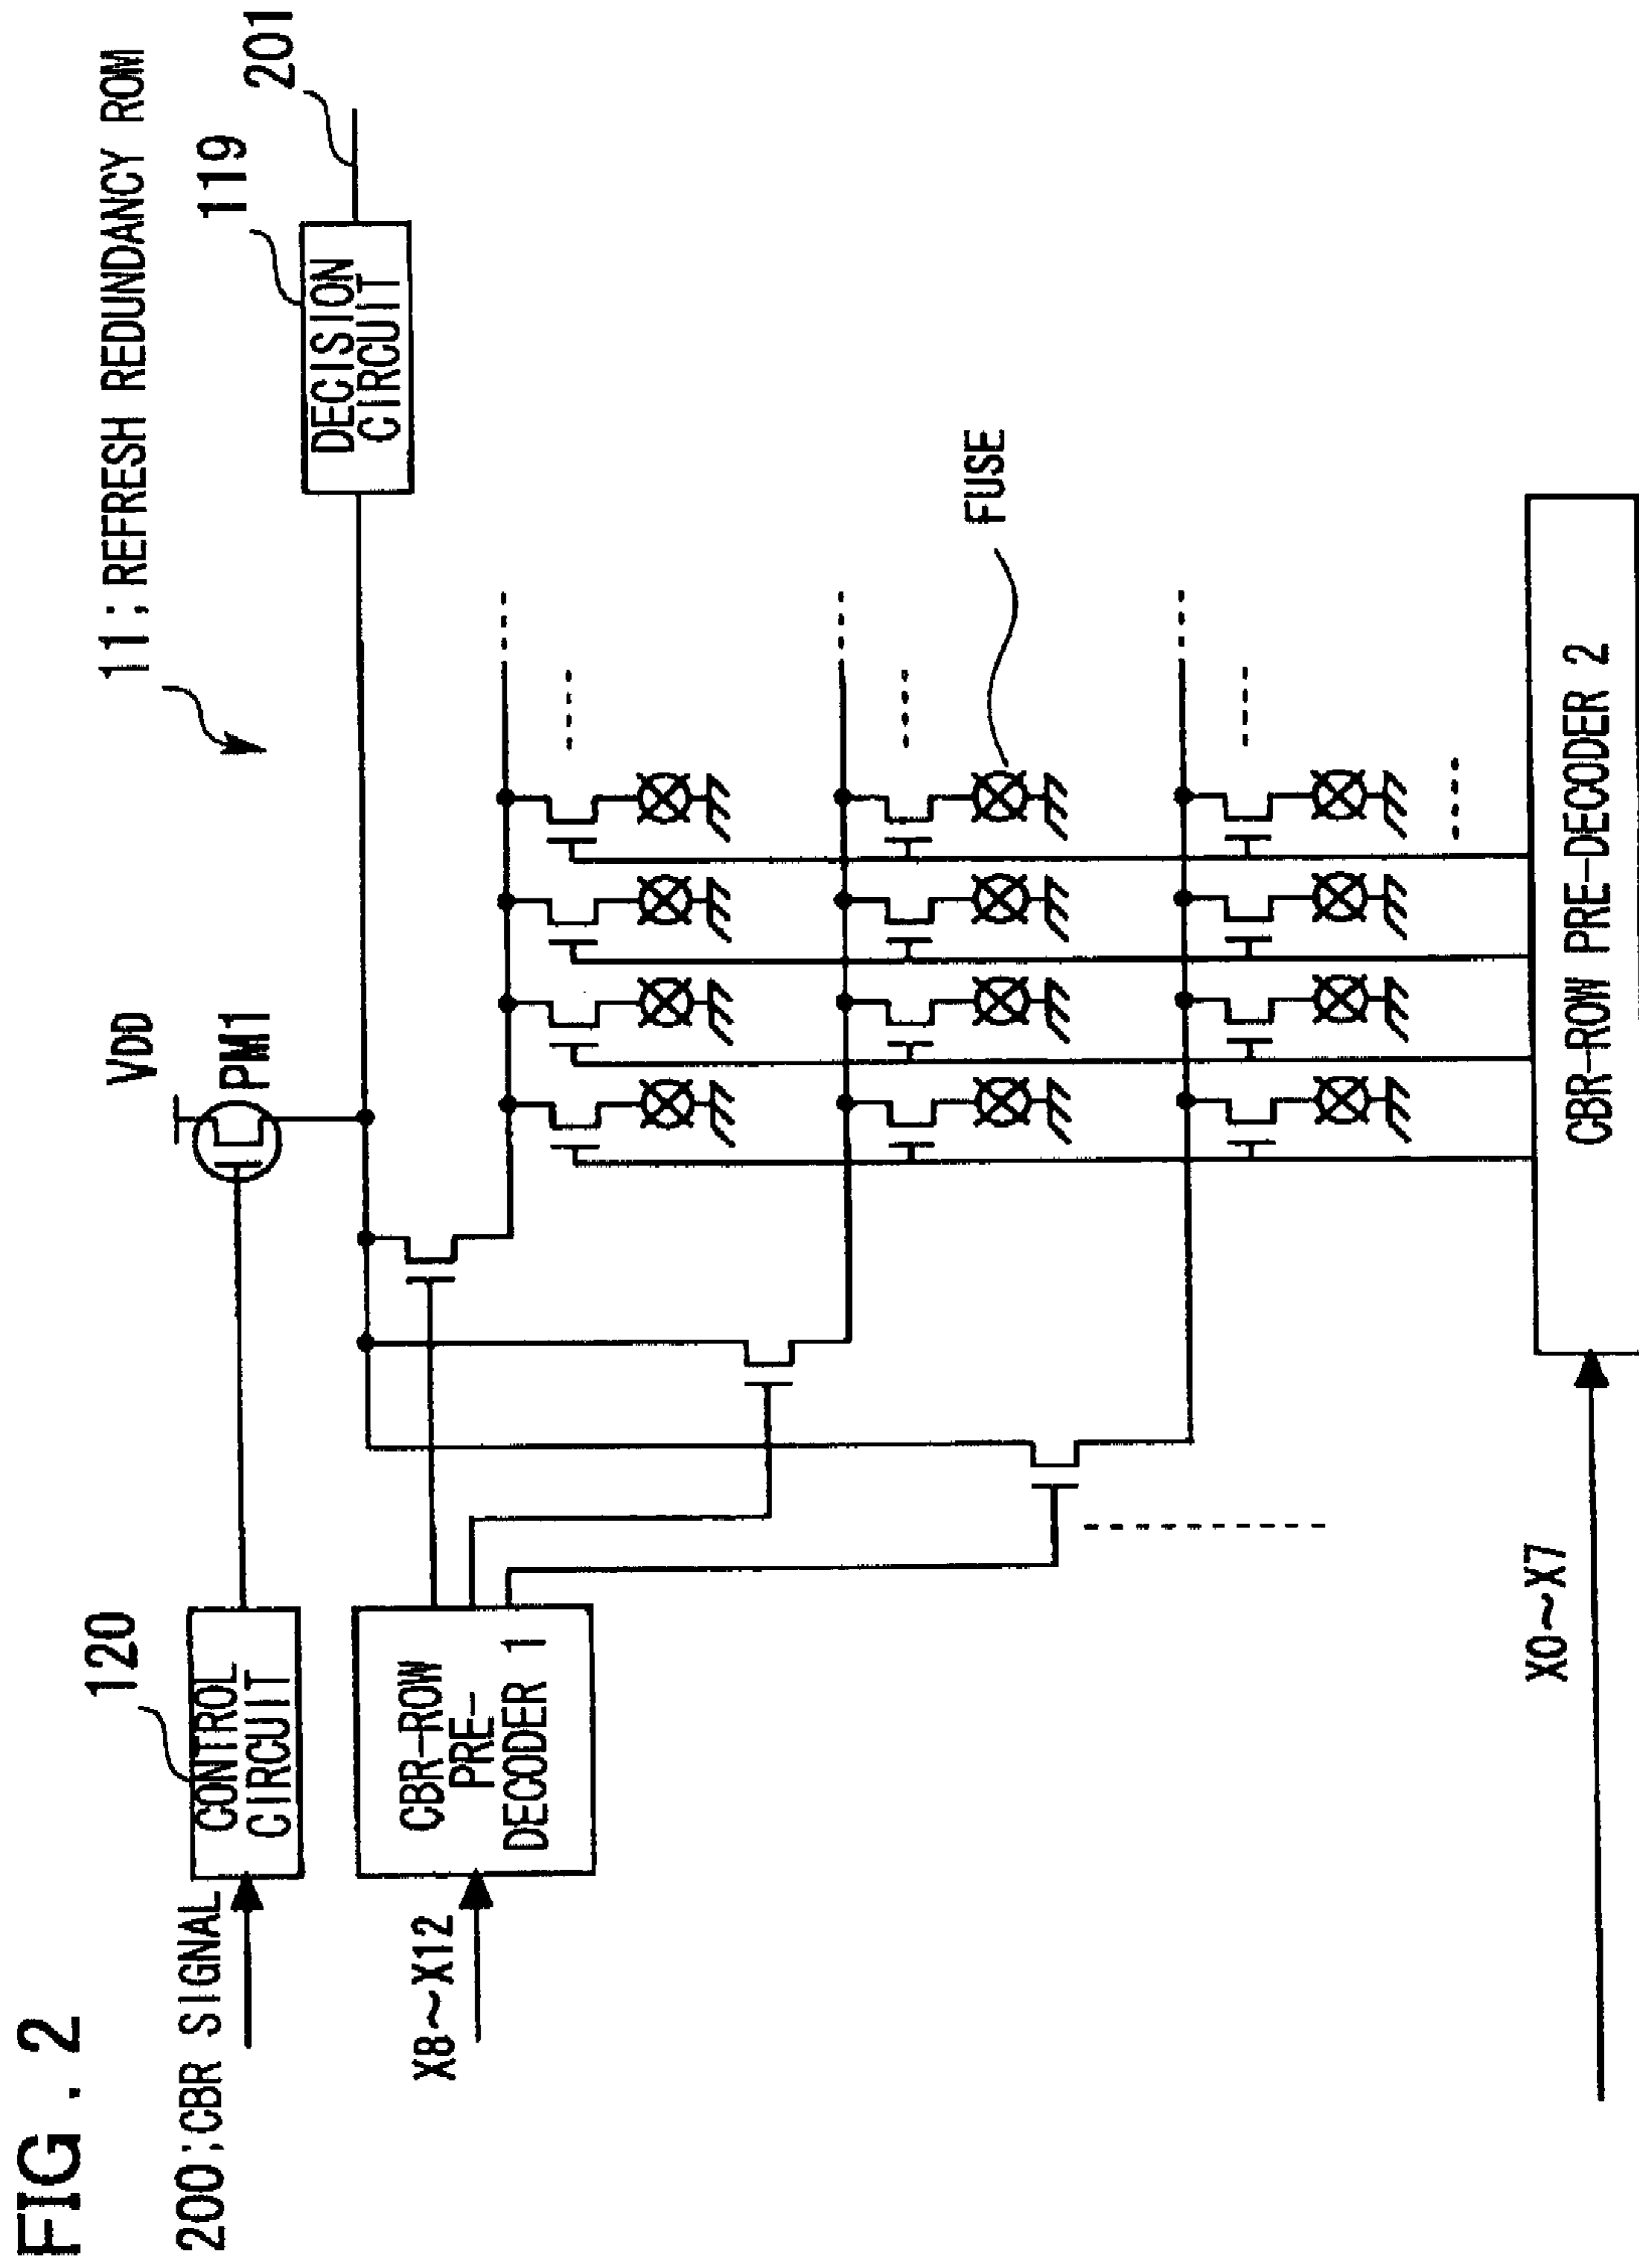 FIG . 2
11;REFRESH REDUNDANCY ROM
200;CBR SIGNAL
CONTROL
CIRCUIT
120
VDD
PM1
DECISION
CIRCUIT
119
201
X8~X12
CBR-ROW
PRE-
DECODER 1
FUSE
X0~X7
CBR-ROW PRE-DECODER 2